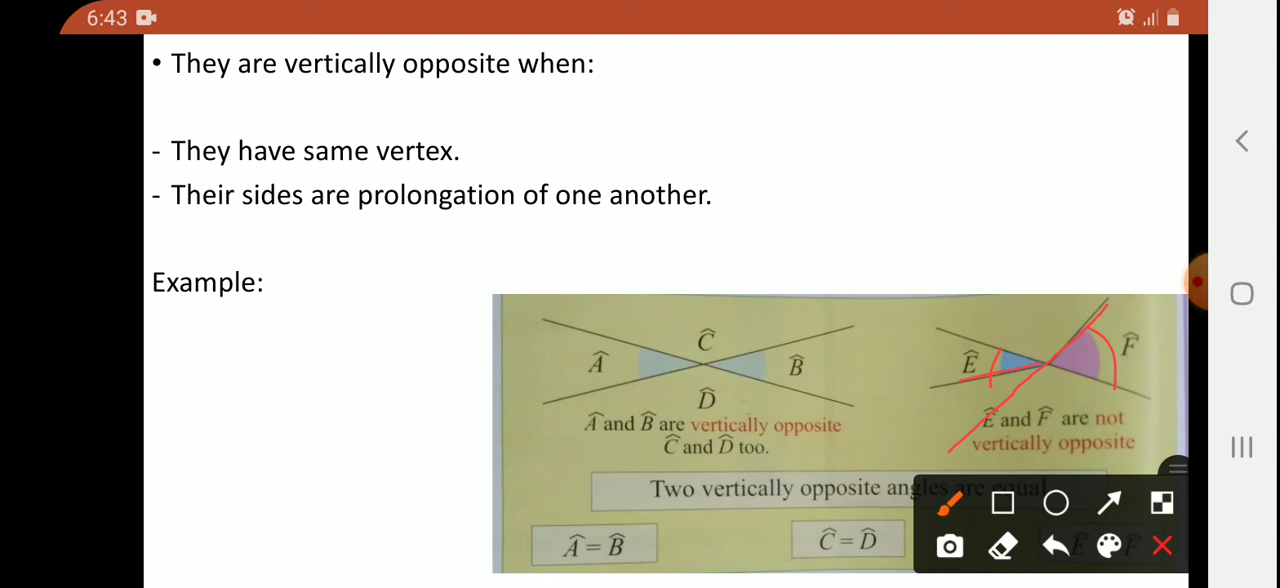 6:43
• They are vertically opposite when:
- They have same vertex.
- Their sides are prolongation of one another.
Example:
Ĉ
Â
B̂
D̂
Ê
F̂
Â and B̂ are vertically opposite
Ĉ and D̂ too.
Ê and F̂ are not
vertically opposite
Two vertically opposite angles are equal
Â = B̂
Ĉ = D̂
Ê F̂